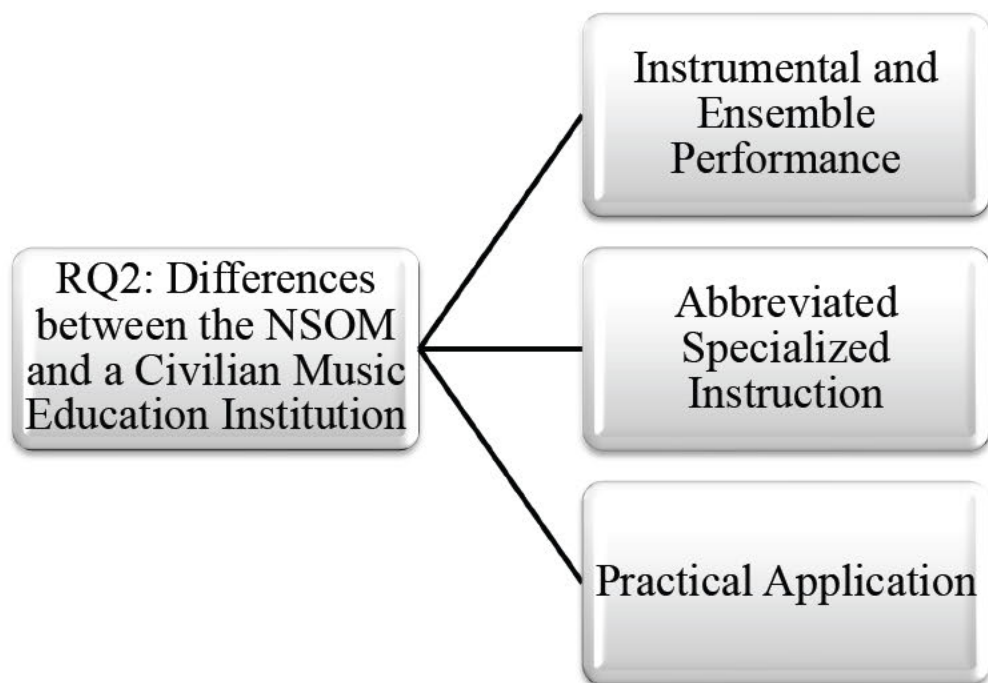 RQ2: Differences
between the NSOM
and a Civilian Music
Education Institution
Instrumental and
Ensemble
Performance
Abbreviated
Specialized
Instruction
Practical Application